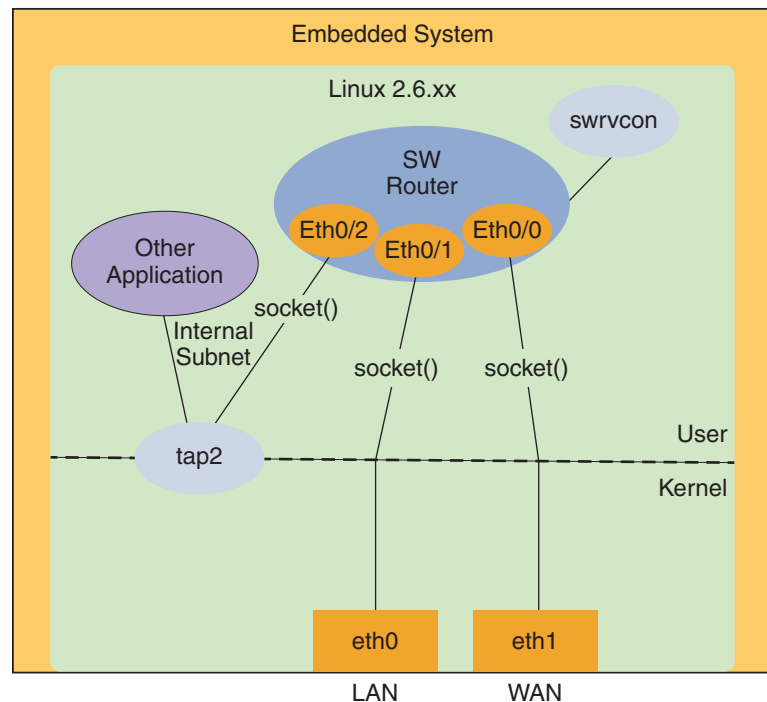 Embedded System
Linux 2.6.xx
swrvcon
SW
Router
Eth0/2
Eth0/1
Eth0/0
Other
Application
socket()
Internal
Subnet
socket()
socket()
User
tap2
Kernel
eth0
eth1
LAN
WAN